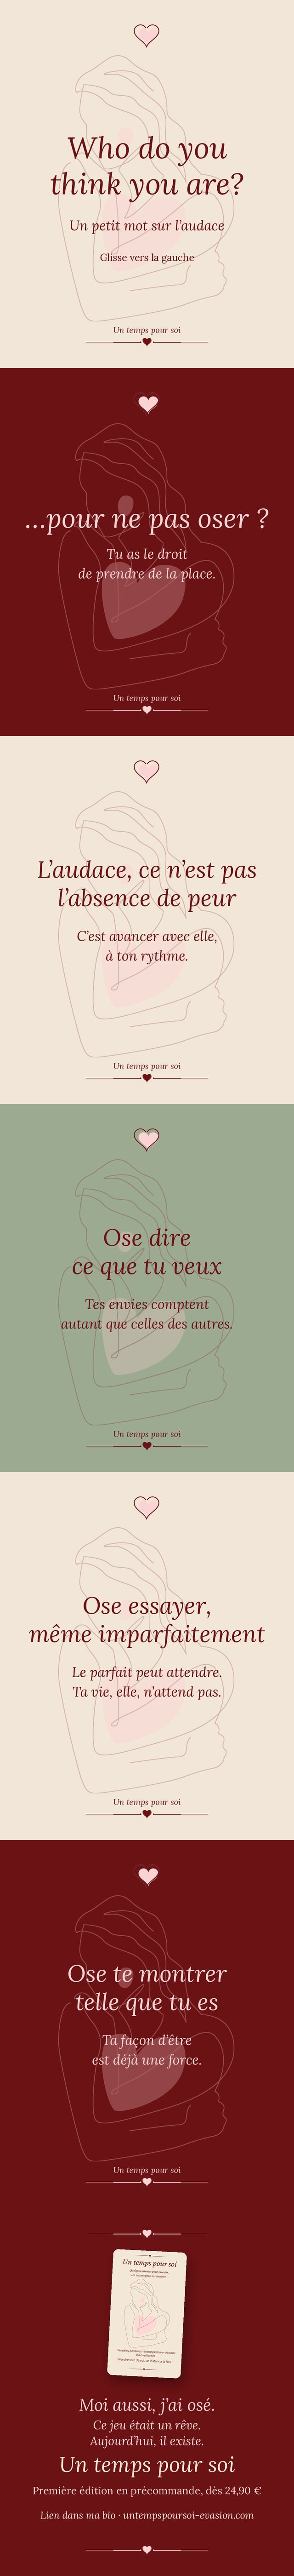 Who do you
think you are?
Un petit mot sur l’audace
Glisse vers la gauche
Un temps pour soi
...pour ne pas oser ?
Tu as le droit
de prendre de la place.
Un temps pour soi
L’audace, ce n’est pas
l’absence de peur
C’est avancer avec elle,
à ton rythme.
Un temps pour soi
Ose dire
ce que tu veux
Tes envies comptent
autant que celles des autres.
Un temps pour soi
Ose essayer,
même imparfaitement
Le parfait peut attendre.
Ta vie, elle, n’attend pas.
Un temps pour soi
Ose te montrer
telle que tu es
Ta façon d’être
est déjà une force.
Un temps pour soi
Un temps pour soi
Moi aussi, j’ai osé.
Ce jeu était un rêve.
Aujourd’hui, il existe.
Un temps pour soi
Première édition en précommande, dès 24,90 €
Lien dans ma bio · untempspoursoi-evasion.com